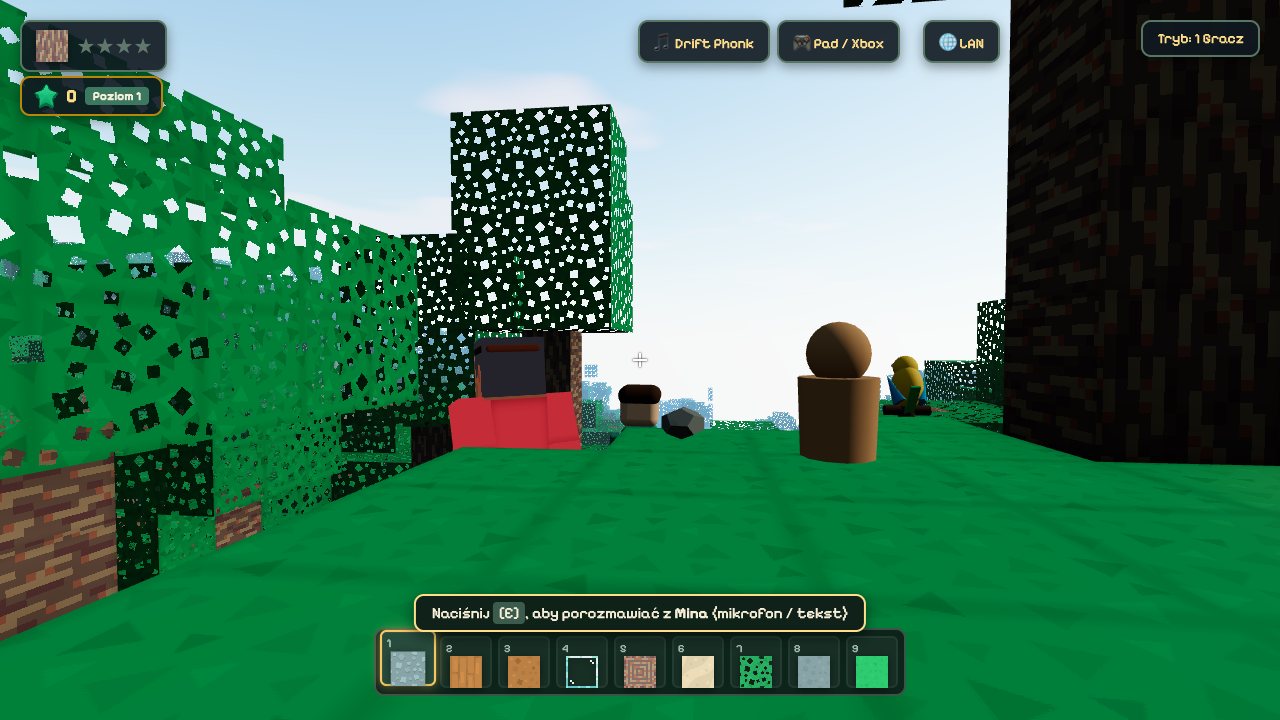 Drift Phonk
Pad / Xbox
LAN
Tryb: 1 Gracz
0
Poziom 1
Naciśnij [E], aby porozmawiać z Mina (mikrofon / tekst)
1
2
3
4
5
6
7
8
9